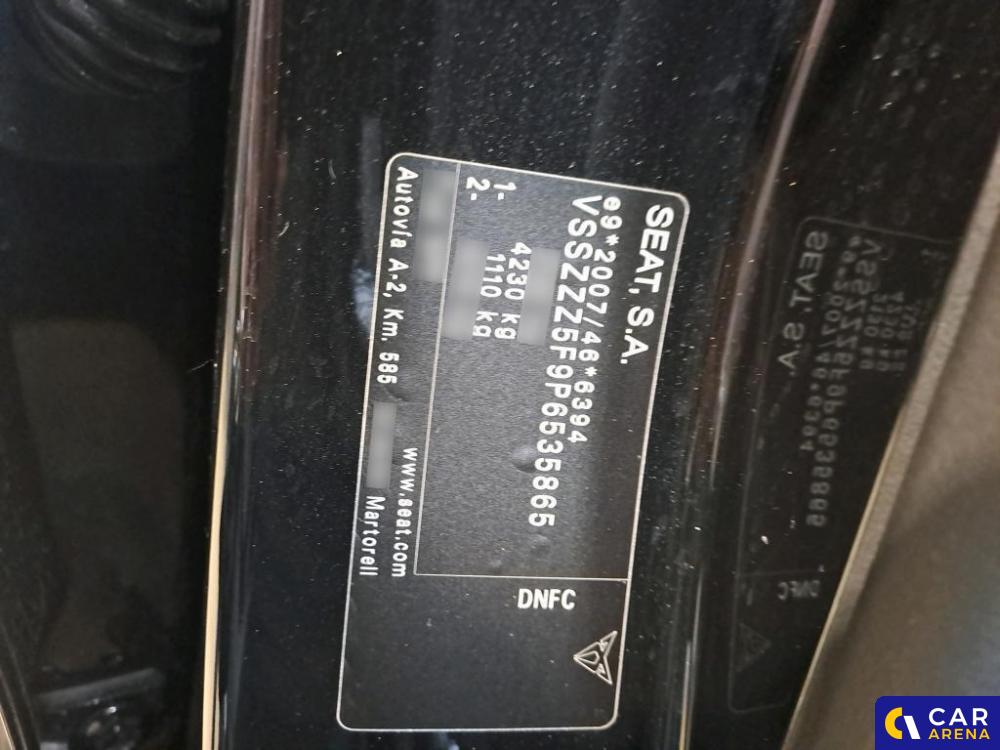 SEAT, S.A.
e9*2007/46*6394
VSSZZZ5F9P6535865
4230 kg
1- 1110 kg
2-
DNFC
www.seat.com
Autovía A-2, Km. 585 Martorell
CAR
ARENA